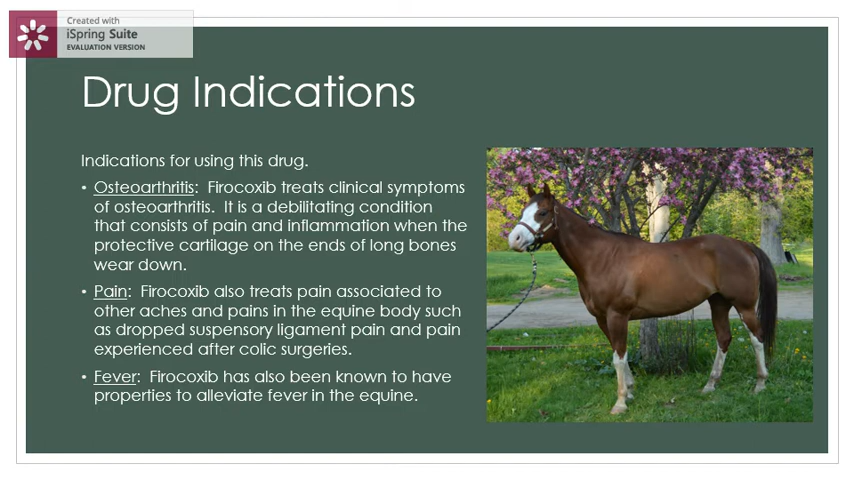 Created with
iSpring Suite
EVALUATION VERSION
Drug Indications
Indications for using this drug.
• Osteoarthritis:  Firocoxib treats clinical symptoms
of osteoarthritis.  It is a debilitating condition
that consists of pain and inflammation when the
protective cartilage on the ends of long bones
wear down.
• Pain:  Firocoxib also treats pain associated to
other aches and pains in the equine body such
as dropped suspensory ligament pain and pain
experienced after colic surgeries.
• Fever:  Firocoxib has also been known to have
properties to alleviate fever in the equine.